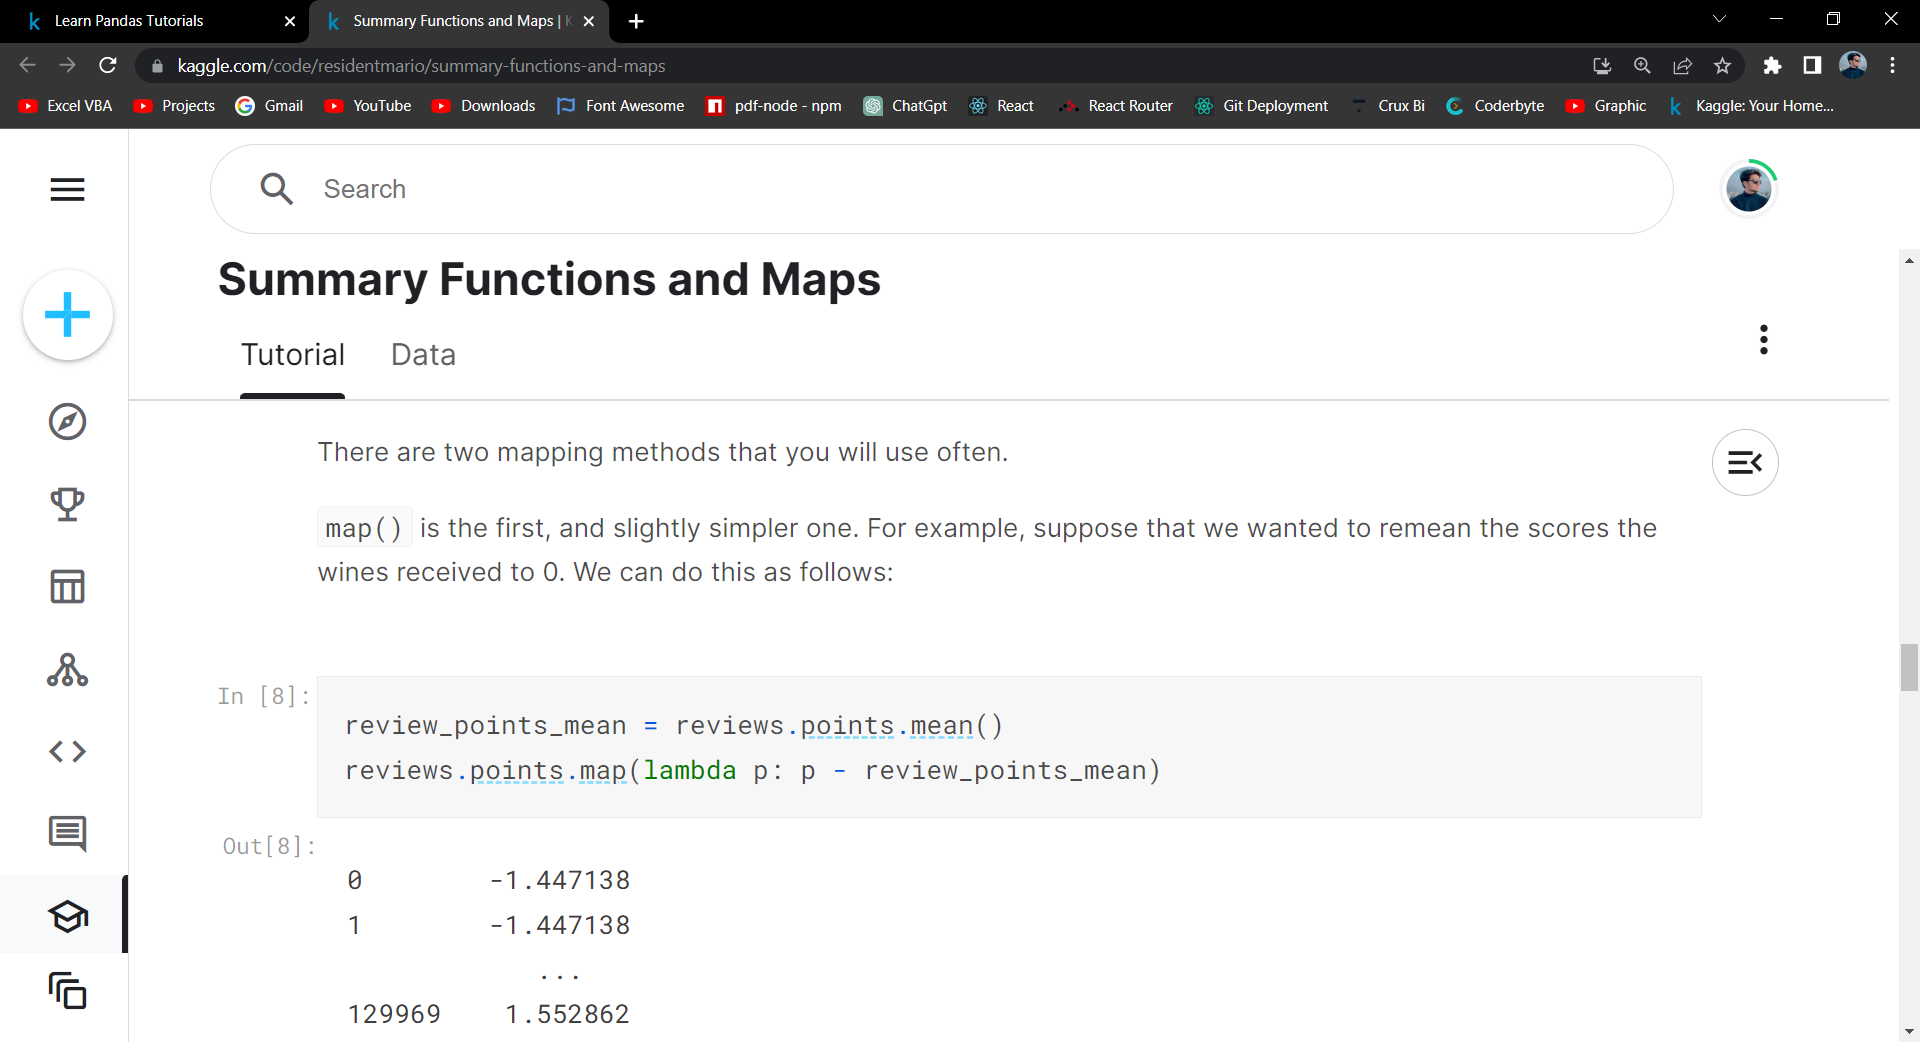 Learn Pandas Tutorials
Summary Functions and Maps |
kaggle.com/code/residentmario/summary-functions-and-maps
Excel VBA Projects Gmail YouTube Downloads Font Awesome pdf-node - npm ChatGpt React React Router Git Deployment Crux Bi Coderbyte Graphic Kaggle: Your Home...
Search
Summary Functions and Maps
Tutorial Data
There are two mapping methods that you will use often.
map() is the first, and slightly simpler one. For example, suppose that we wanted to remean the scores the
wines received to 0. We can do this as follows:
In [8]:
review_points_mean = reviews.points.mean()
reviews.points.map(lambda p: p - review_points_mean)
Out[8]:
0 -1.447138
1 -1.447138
...
129969 1.552862